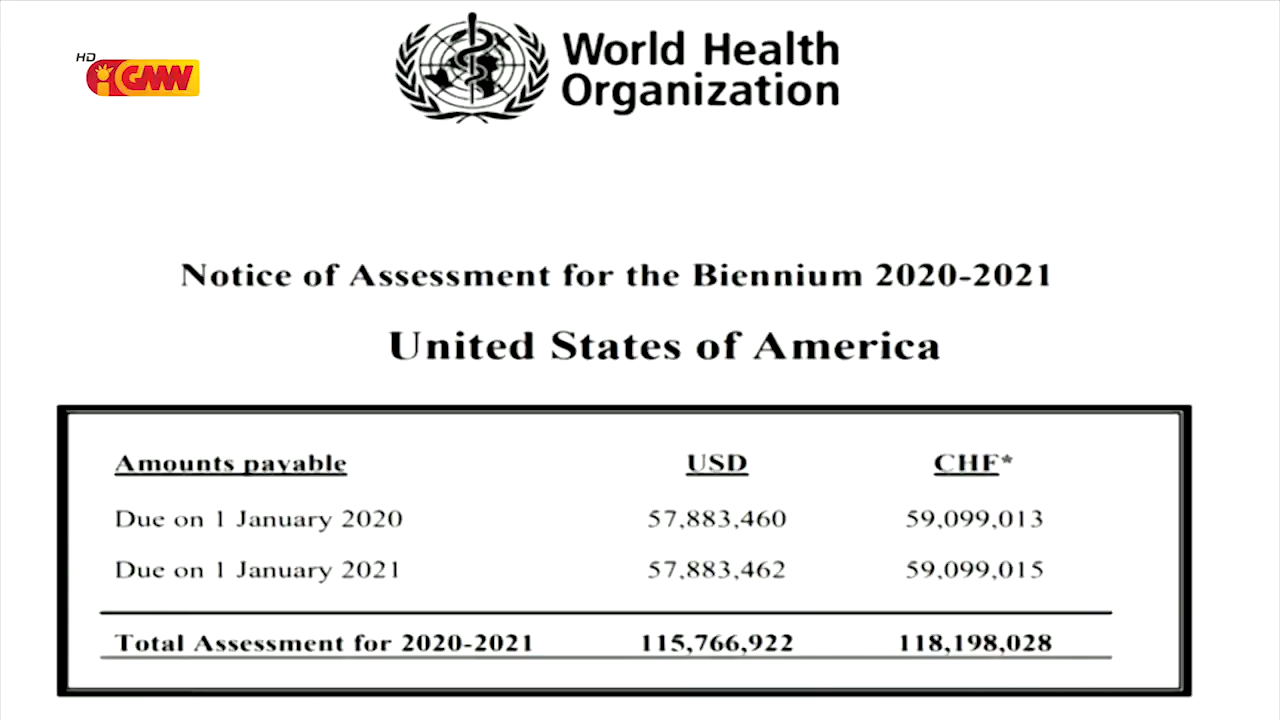 HD
iGMW
World Health
Organization
Notice of Assessment for the Biennium 2020-2021
United States of America
Amounts payable USD CHF*
Due on 1 January 2020 57,883,460 59,099,013
Due on 1 January 2021 57,883,462 59,099,015
Total Assessment for 2020-2021 115,766,922 118,198,028